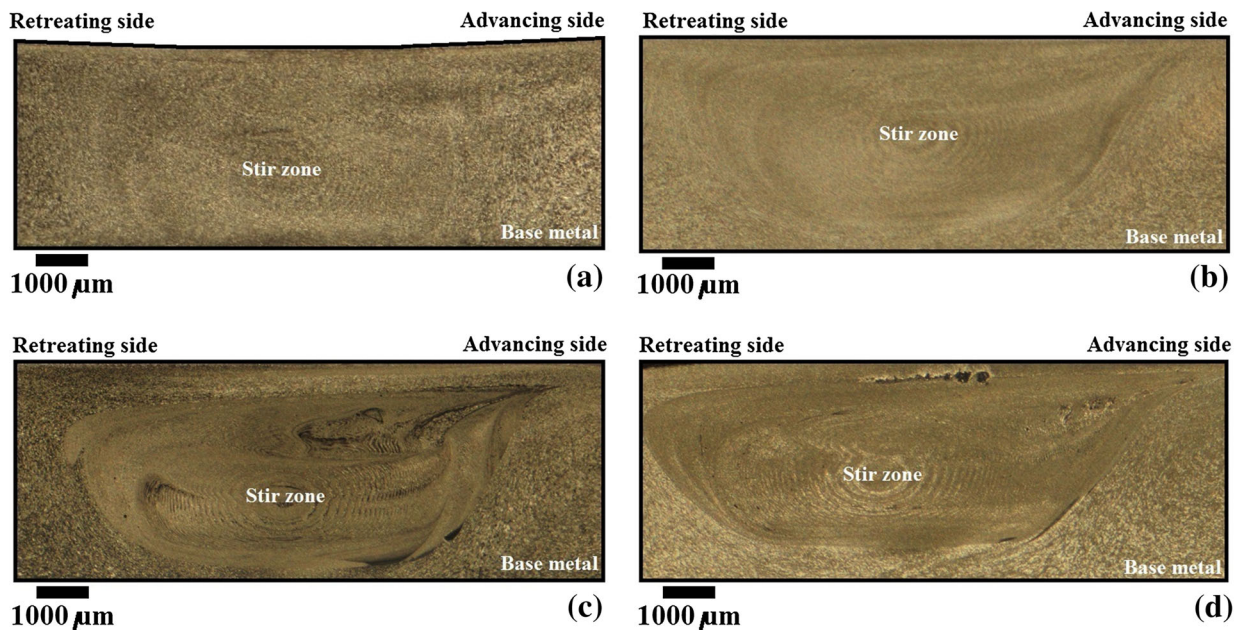 Retreating side Advancing side
Stir zone
Base metal
1000 µm (a)
Retreating side Advancing side
Stir zone
Base metal
1000 µm (b)
Retreating side Advancing side
Stir zone
Base metal
1000 µm (c)
Retreating side Advancing side
Stir zone
Base metal
1000 µm (d)